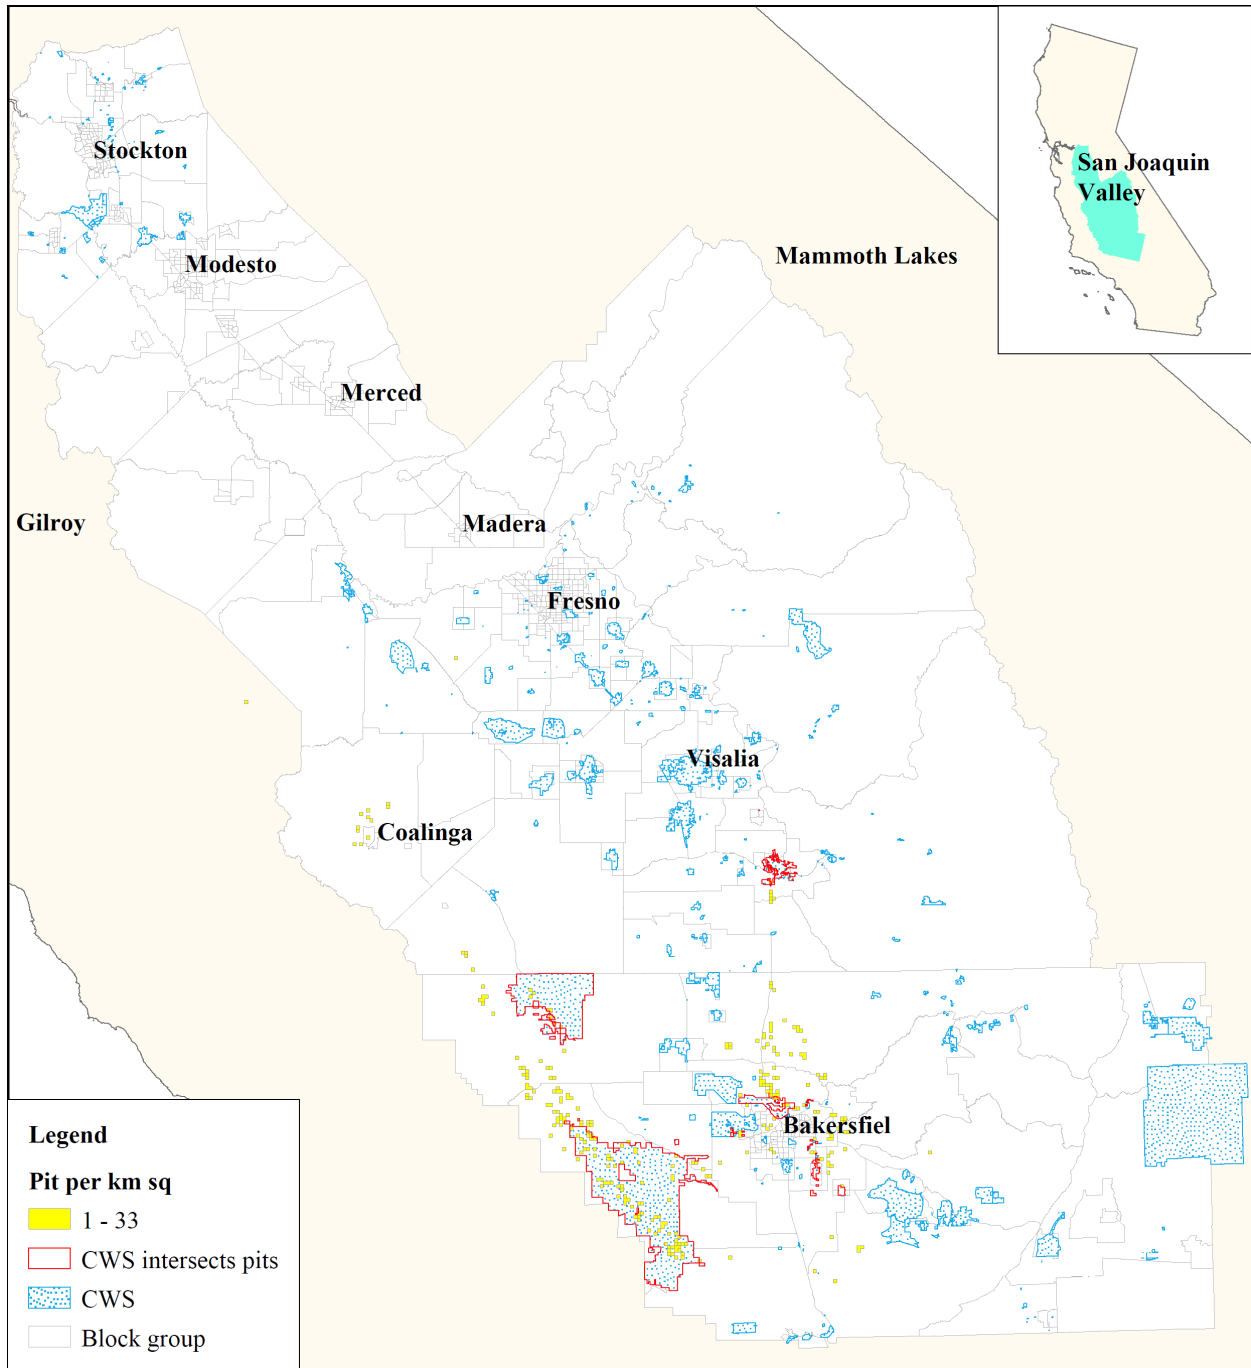 San Joaquin
Valley
Stockton
Modesto
Mammoth Lakes
Merced
Gilroy
Madera
Fresno
Visalia
Coalinga
Bakersfiel
Legend
Pit per km sq
1 - 33
CWS intersects pits
CWS
Block group